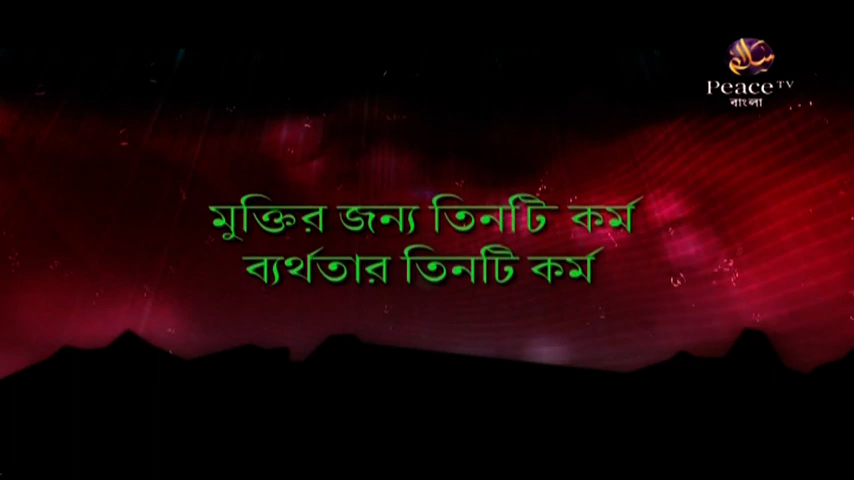 Peace TV
বাংলা
মুক্তির জন্য তিনটি কর্ম
ব্যর্থতার তিনটি কর্ম